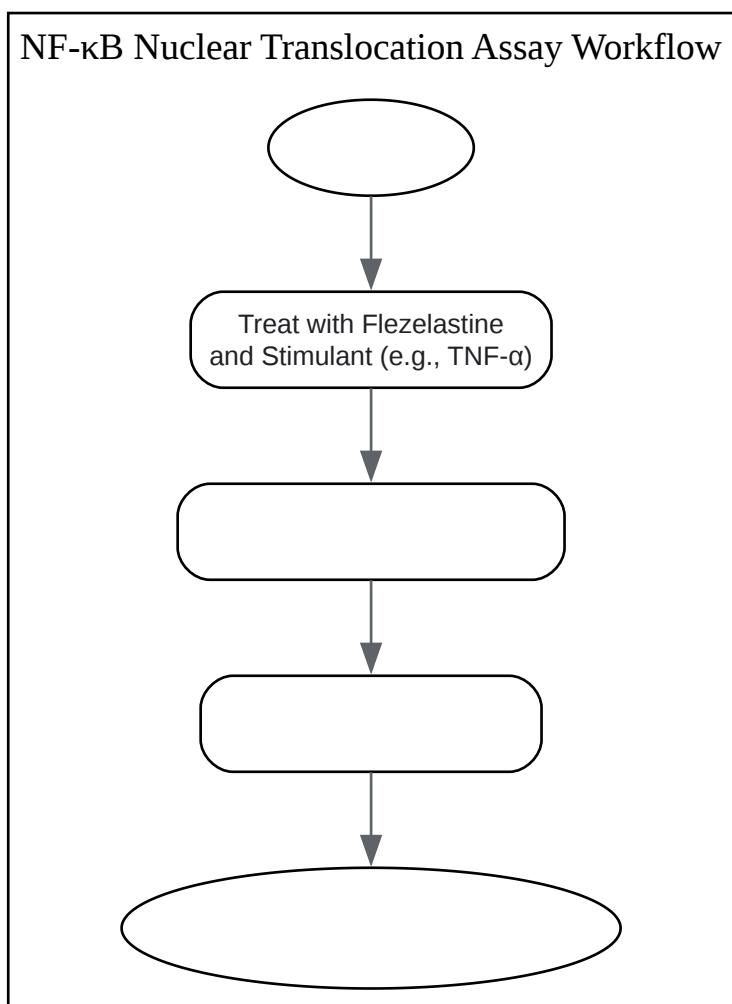 NF-κB Nuclear Translocation Assay Workflow
Treat with Flezelastine
and Stimulant (e.g., TNF-α)